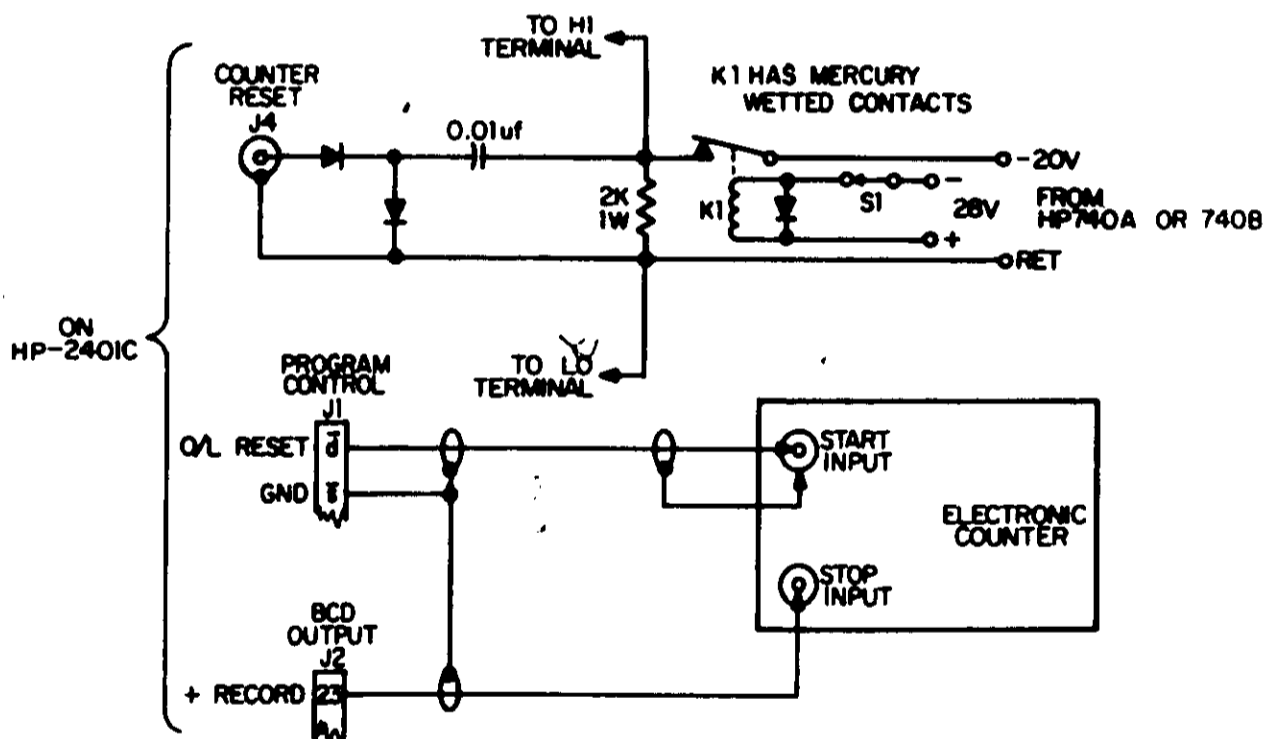 TO HI
TERMINAL
COUNTER
RESET
J4
0.01uf
K1 HAS MERCURY
WETTED CONTACTS
-20V
2K
1W
K1
S1
-
28V
+
FROM
HP740A OR 740B
RET
ON
HP-2401C
TO LO
TERMINAL
PROGRAM
CONTROL
J1
O/L RESET
d
START
INPUT
GND
ELECTRONIC
COUNTER
STOP
INPUT
BCD
OUTPUT
J2
+ RECORD
23